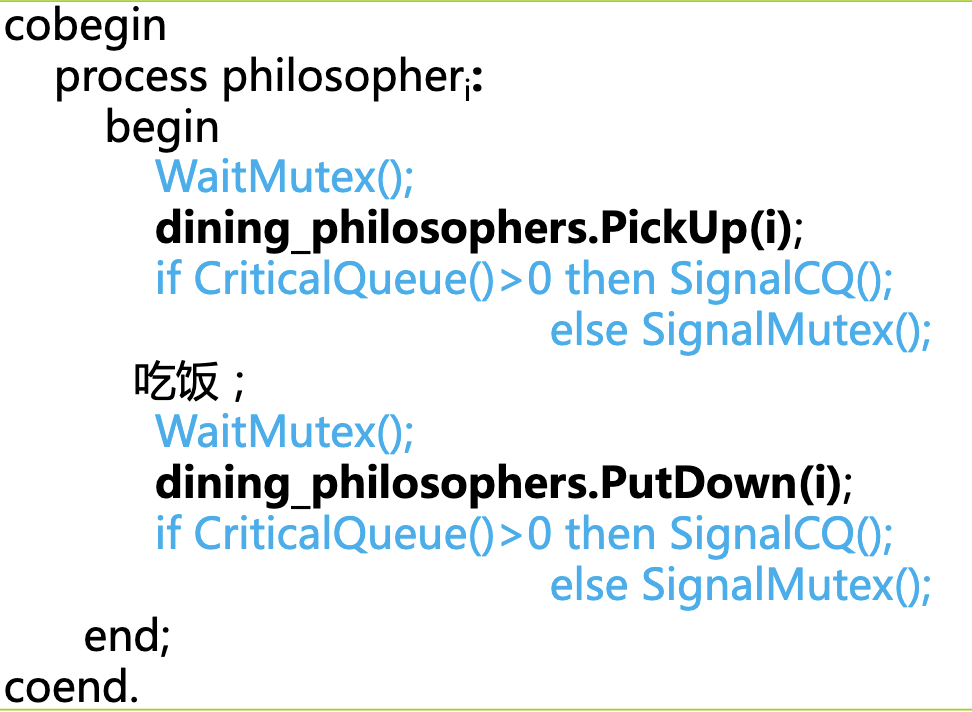 cobegin
process philosopherᵢ:
begin
WaitMutex();
dining_philosophers.PickUp(i);
if CriticalQueue()>0 then SignalCQ();
else SignalMutex();
吃饭；
WaitMutex();
dining_philosophers.PutDown(i);
if CriticalQueue()>0 then SignalCQ();
else SignalMutex();
end;
coend.